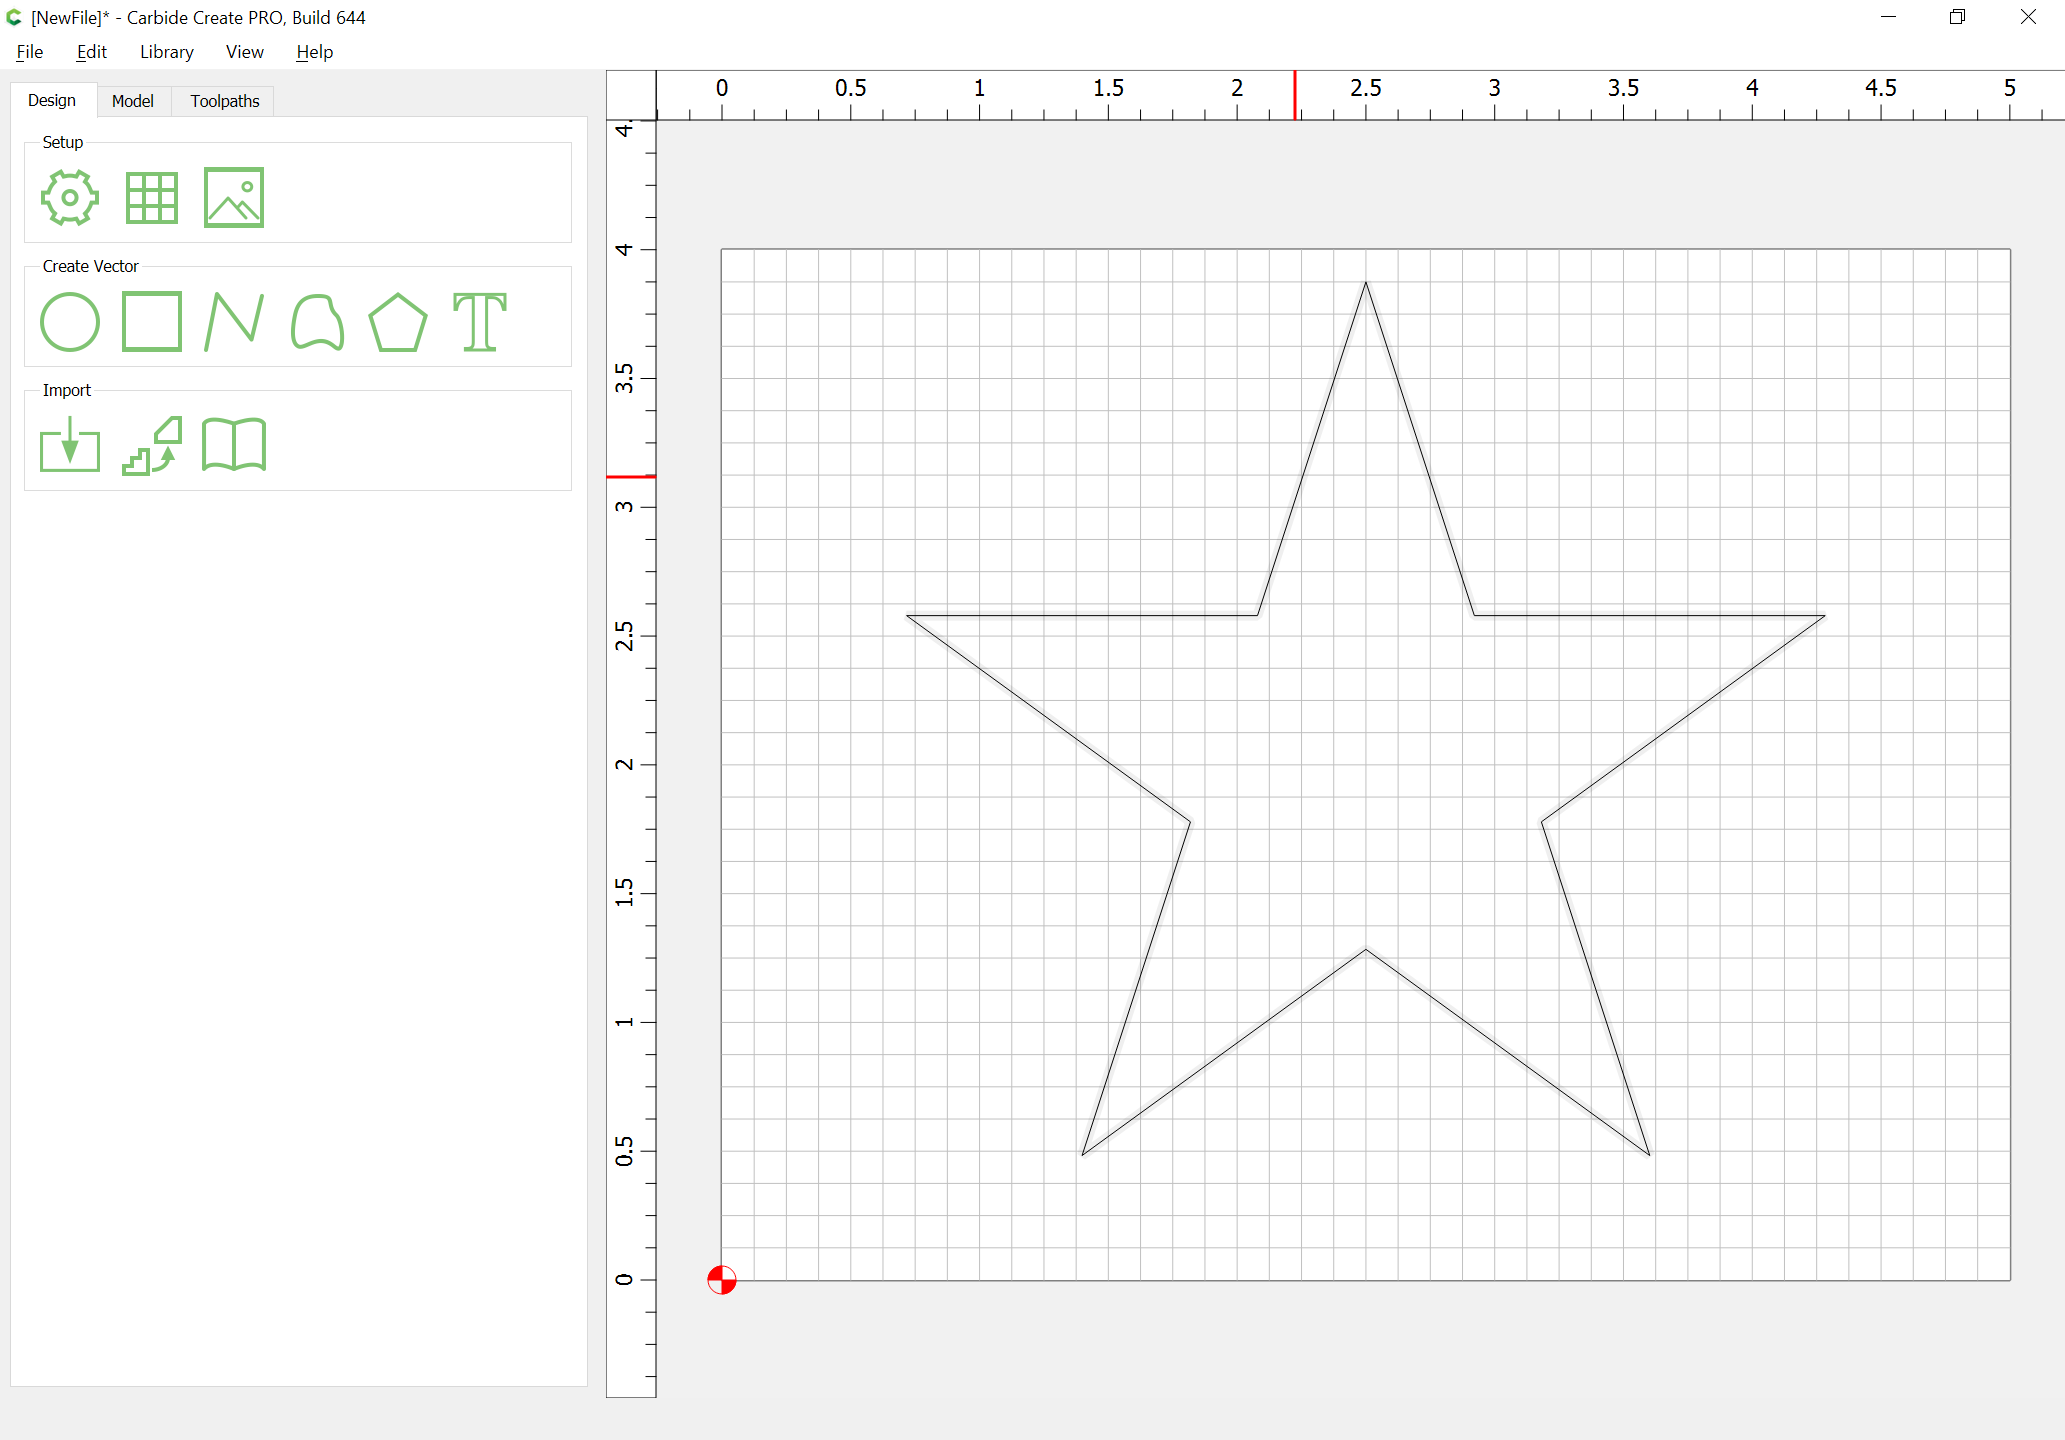 [NewFile]* - Carbide Create PRO, Build 644
File Edit Library View Help
Design Model Toolpaths
Setup
Create Vector
Import
0 0.5 1 1.5 2 2.5 3 3.5 4 4.5 5
4.
4
3.5
3
2.5
2
1.5
1
0.5
0